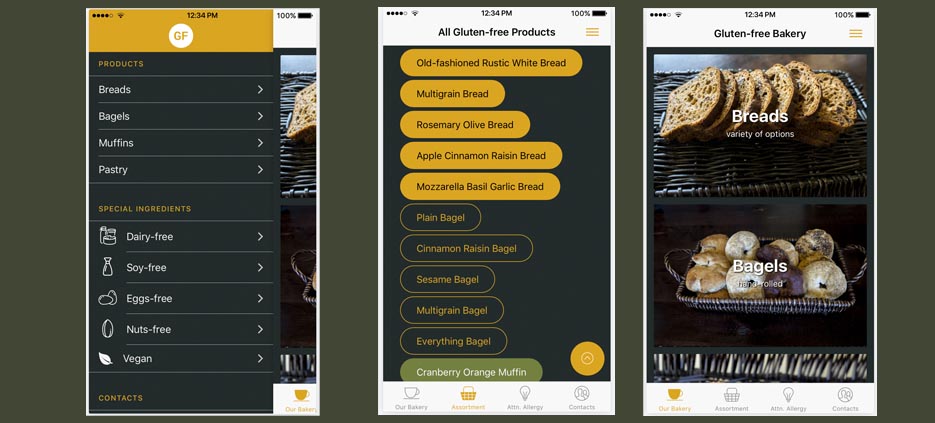 12:34 PM
100%
GF
PRODUCTS
Breads
Bagels
Muffins
Pastry
SPECIAL INGREDIENTS
Dairy-free
Soy-free
Eggs-free
Nuts-free
Vegan
CONTACTS
Our Bakery
12:34 PM
100%
All Gluten-free Products
Old-fashioned Rustic White Bread
Multigrain Bread
Rosemary Olive Bread
Apple Cinnamon Raisin Bread
Mozzarella Basil Garlic Bread
Plain Bagel
Cinnamon Raisin Bagel
Sesame Bagel
Multigrain Bagel
Everything Bagel
Cranberry Orange Muffin
Our Bakery
Assortment
Attn. Allergy
Contacts
12:34 PM
100%
Gluten-free Bakery
Breads
variety of options
Bagels
hand-rolled
Our Bakery
Assortment
Attn. Allergy
Contacts